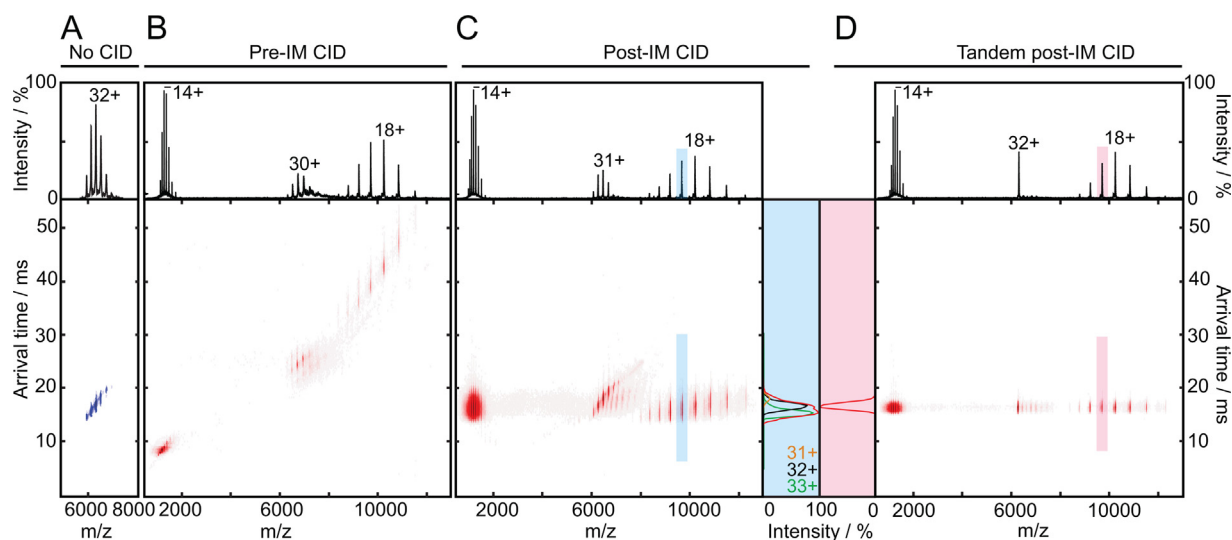 A B C D
No CID Pre-IM CID Post-IM CID Tandem post-IM CID
100 100
Intensity / % Intensity / %
0 0
32+
‾14+ 30+ 18+
‾14+ 31+ 18+
‾14+ 32+ 18+
Arrival time / ms Arrival time / ms
50 50
40 40
30 30
20 20
10 10
31+
32+
33+
6000 800 2000 6000 10000 2000 6000 10000 0 100 0 2000 6000 10000
m/z m/z m/z Intensity / % m/z